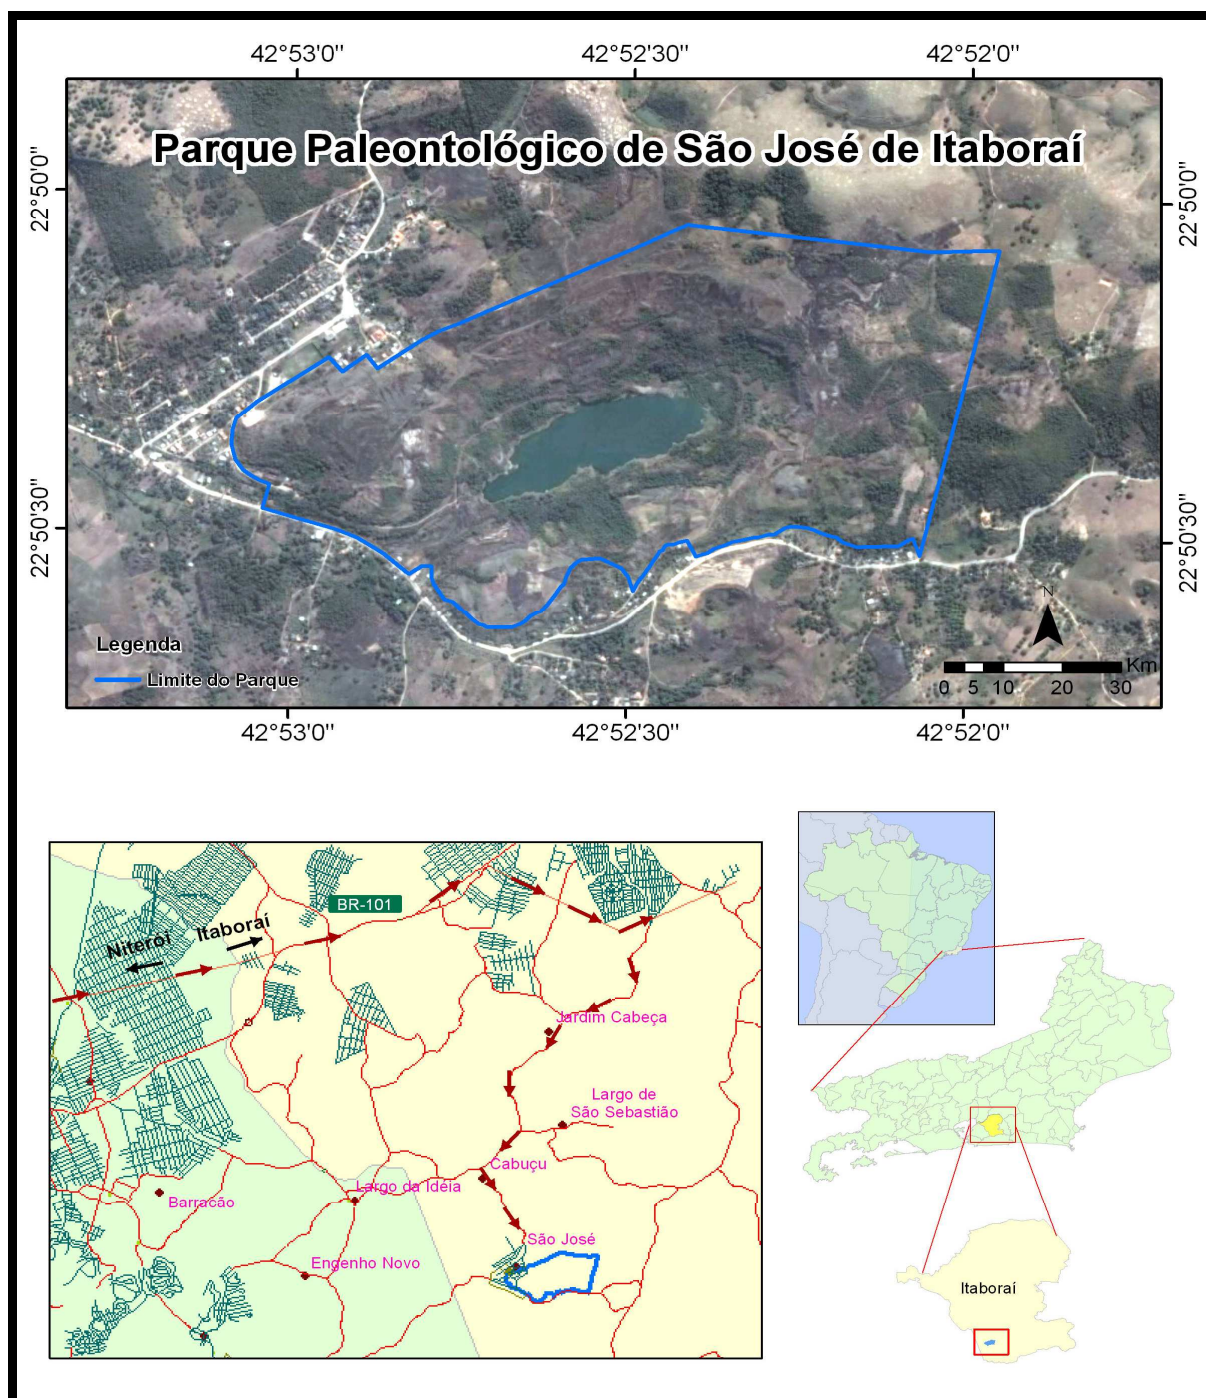 42°53'0" 42°52'30" 42°52'0"
Parque Paleontológico de São José de Itaboraí
22°50'0"
22°50'0"
22°50'30"
22°50'30"
N
Legenda
Limite do Parque
Km
0 5 10 20 30
42°53'0" 42°52'30" 42°52'0"
BR-101
Niterói
Itaboraí
Jardim Cabeça
Largo de
São Sebastião
Cabuçu
Largo da Idéia
Barracão
São José
Engenho Novo
Itaboraí